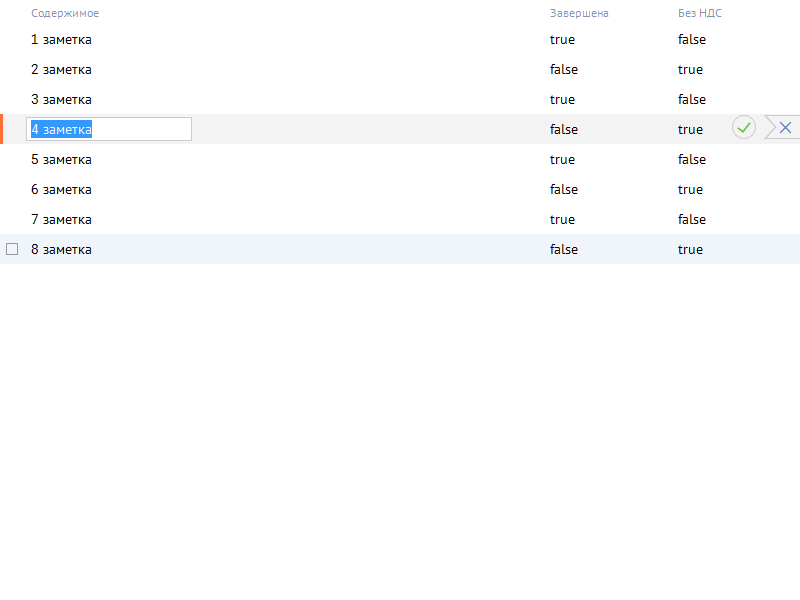 Содержимое Завершена Без НДС
1 заметка true false
2 заметка false true
3 заметка true false
4 заметка false true
5 заметка true false
6 заметка false true
7 заметка true false
8 заметка false true